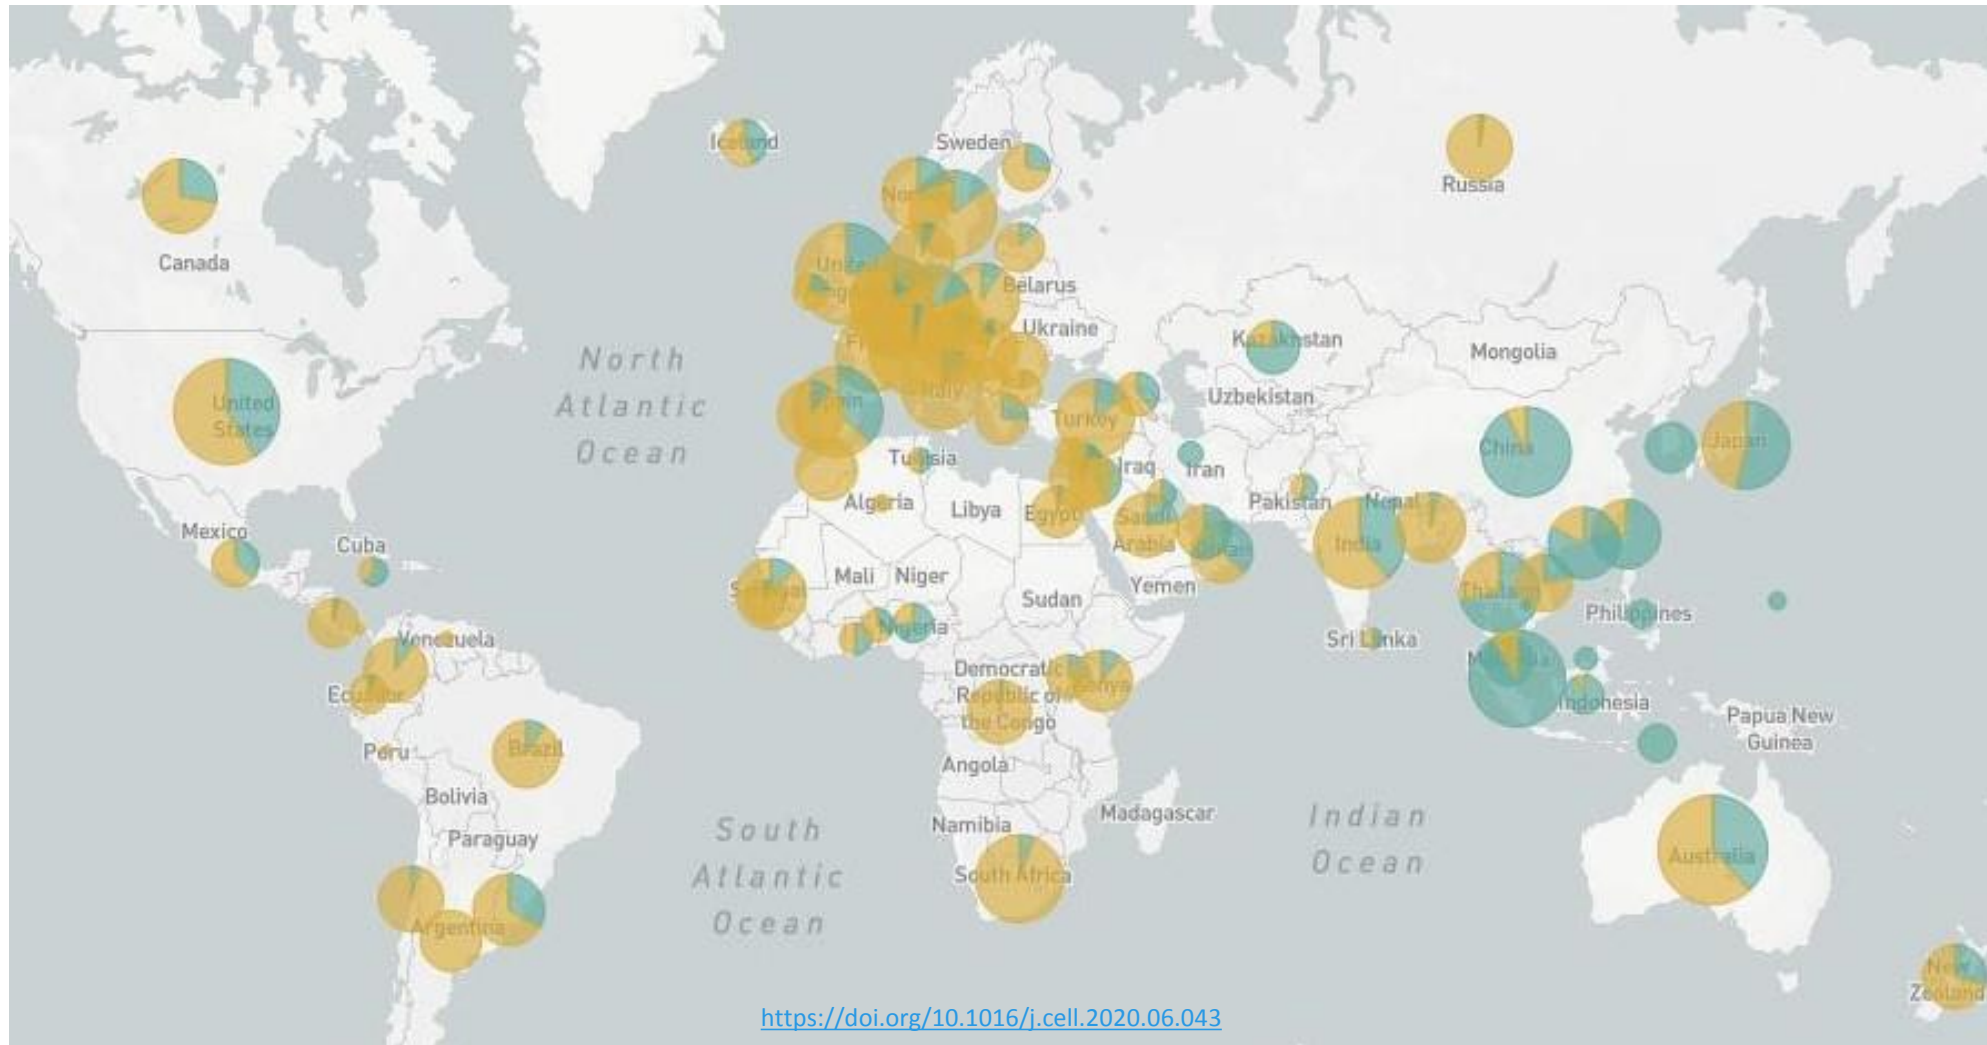 Iceland
Sweden
Russia
Canada
Belarus
Ukraine
Kazakhstan
Mongolia
North
Atlantic
Ocean
Uzbekistan
United
States
Italy
Turkey
China
Japan
Tunisia
Iraq
Iran
Algeria
Libya
Egypt
Pakistan
Nepal
Saudi
Arabia
India
Mexico
Cuba
Mali
Niger
Sudan
Yemen
Thailand
Philippines
Nigeria
Venezuela
Sri Lanka
Democratic
Republic of
the Congo
Kenya
Indonesia
Papua New
Guinea
Brazil
Peru
Angola
Bolivia
Paraguay
Namibia
Madagascar
South
Atlantic
Ocean
Indian
Ocean
South Africa
Australia
Argentina
New
Zealand
https://doi.org/10.1016/j.cell.2020.06.043